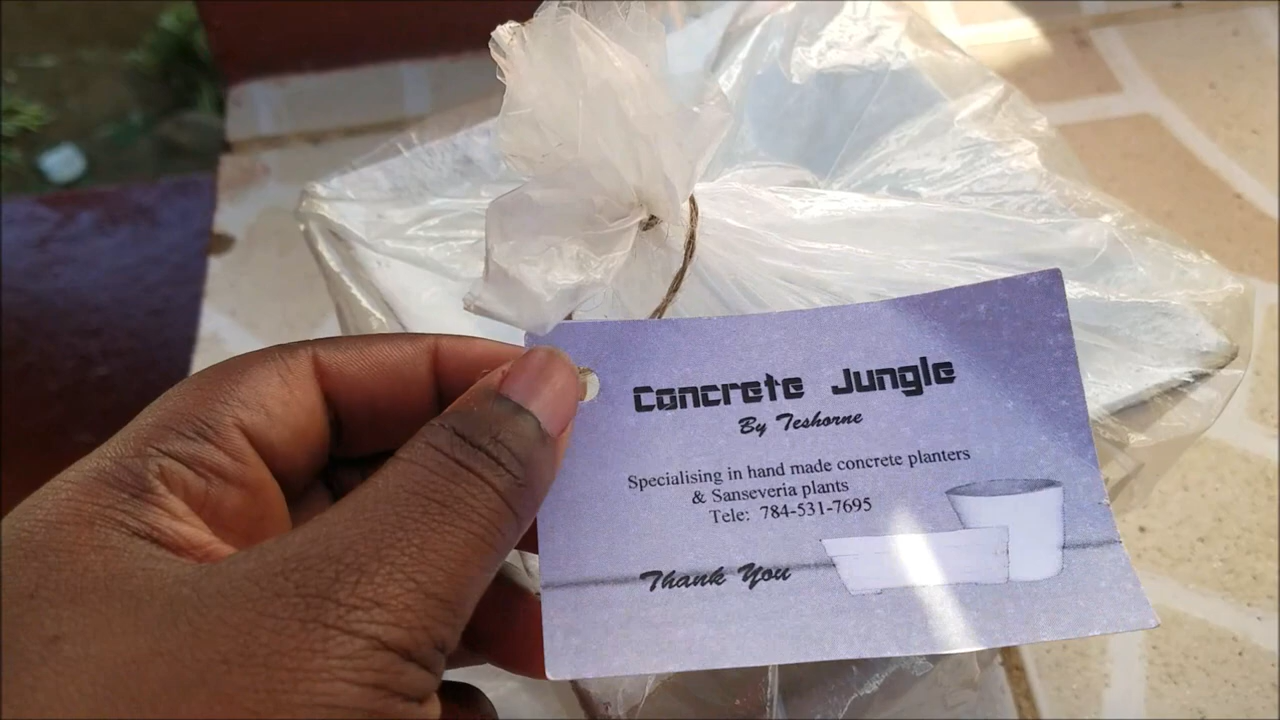 Concrete Jungle
By Teshorne
Specialising in hand made concrete planters
& Sanseveria plants
Tele: 784-531-7695
Thank You